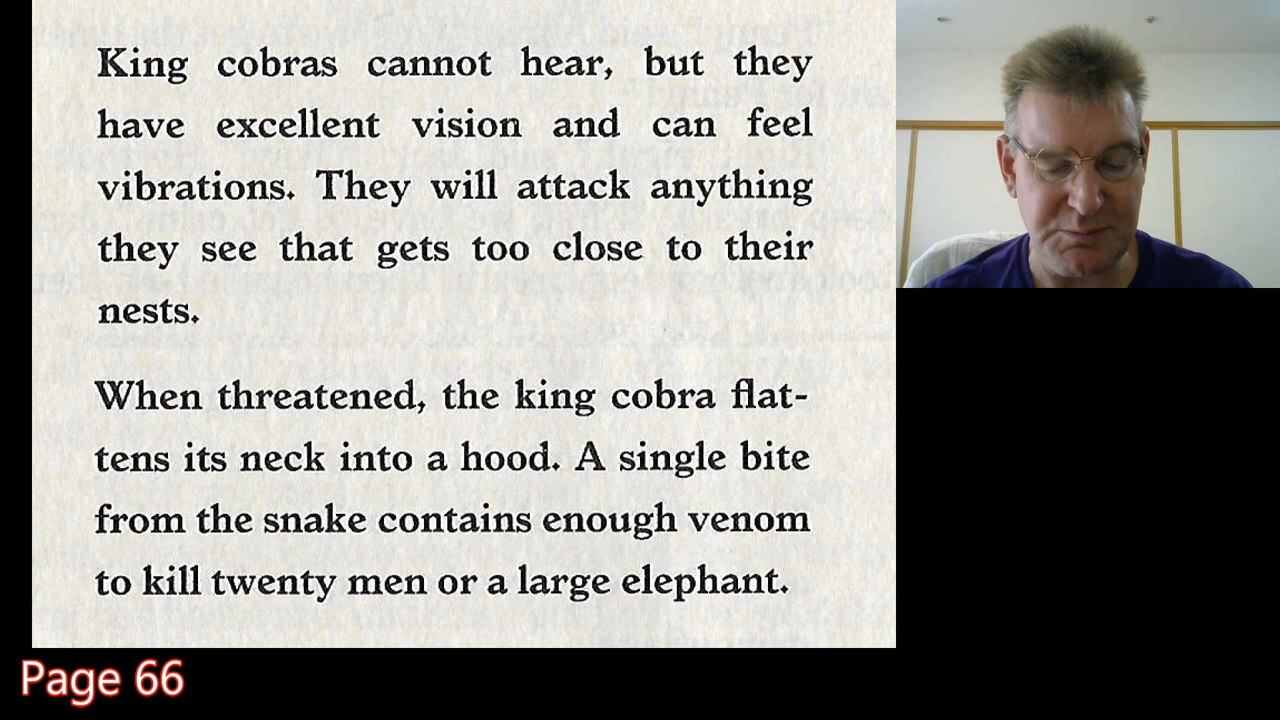 King cobras cannot hear, but they
have excellent vision and can feel
vibrations. They will attack anything
they see that gets too close to their
nests.
When threatened, the king cobra flat-
tens its neck into a hood. A single bite
from the snake contains enough venom
to kill twenty men or a large elephant.
Page 66